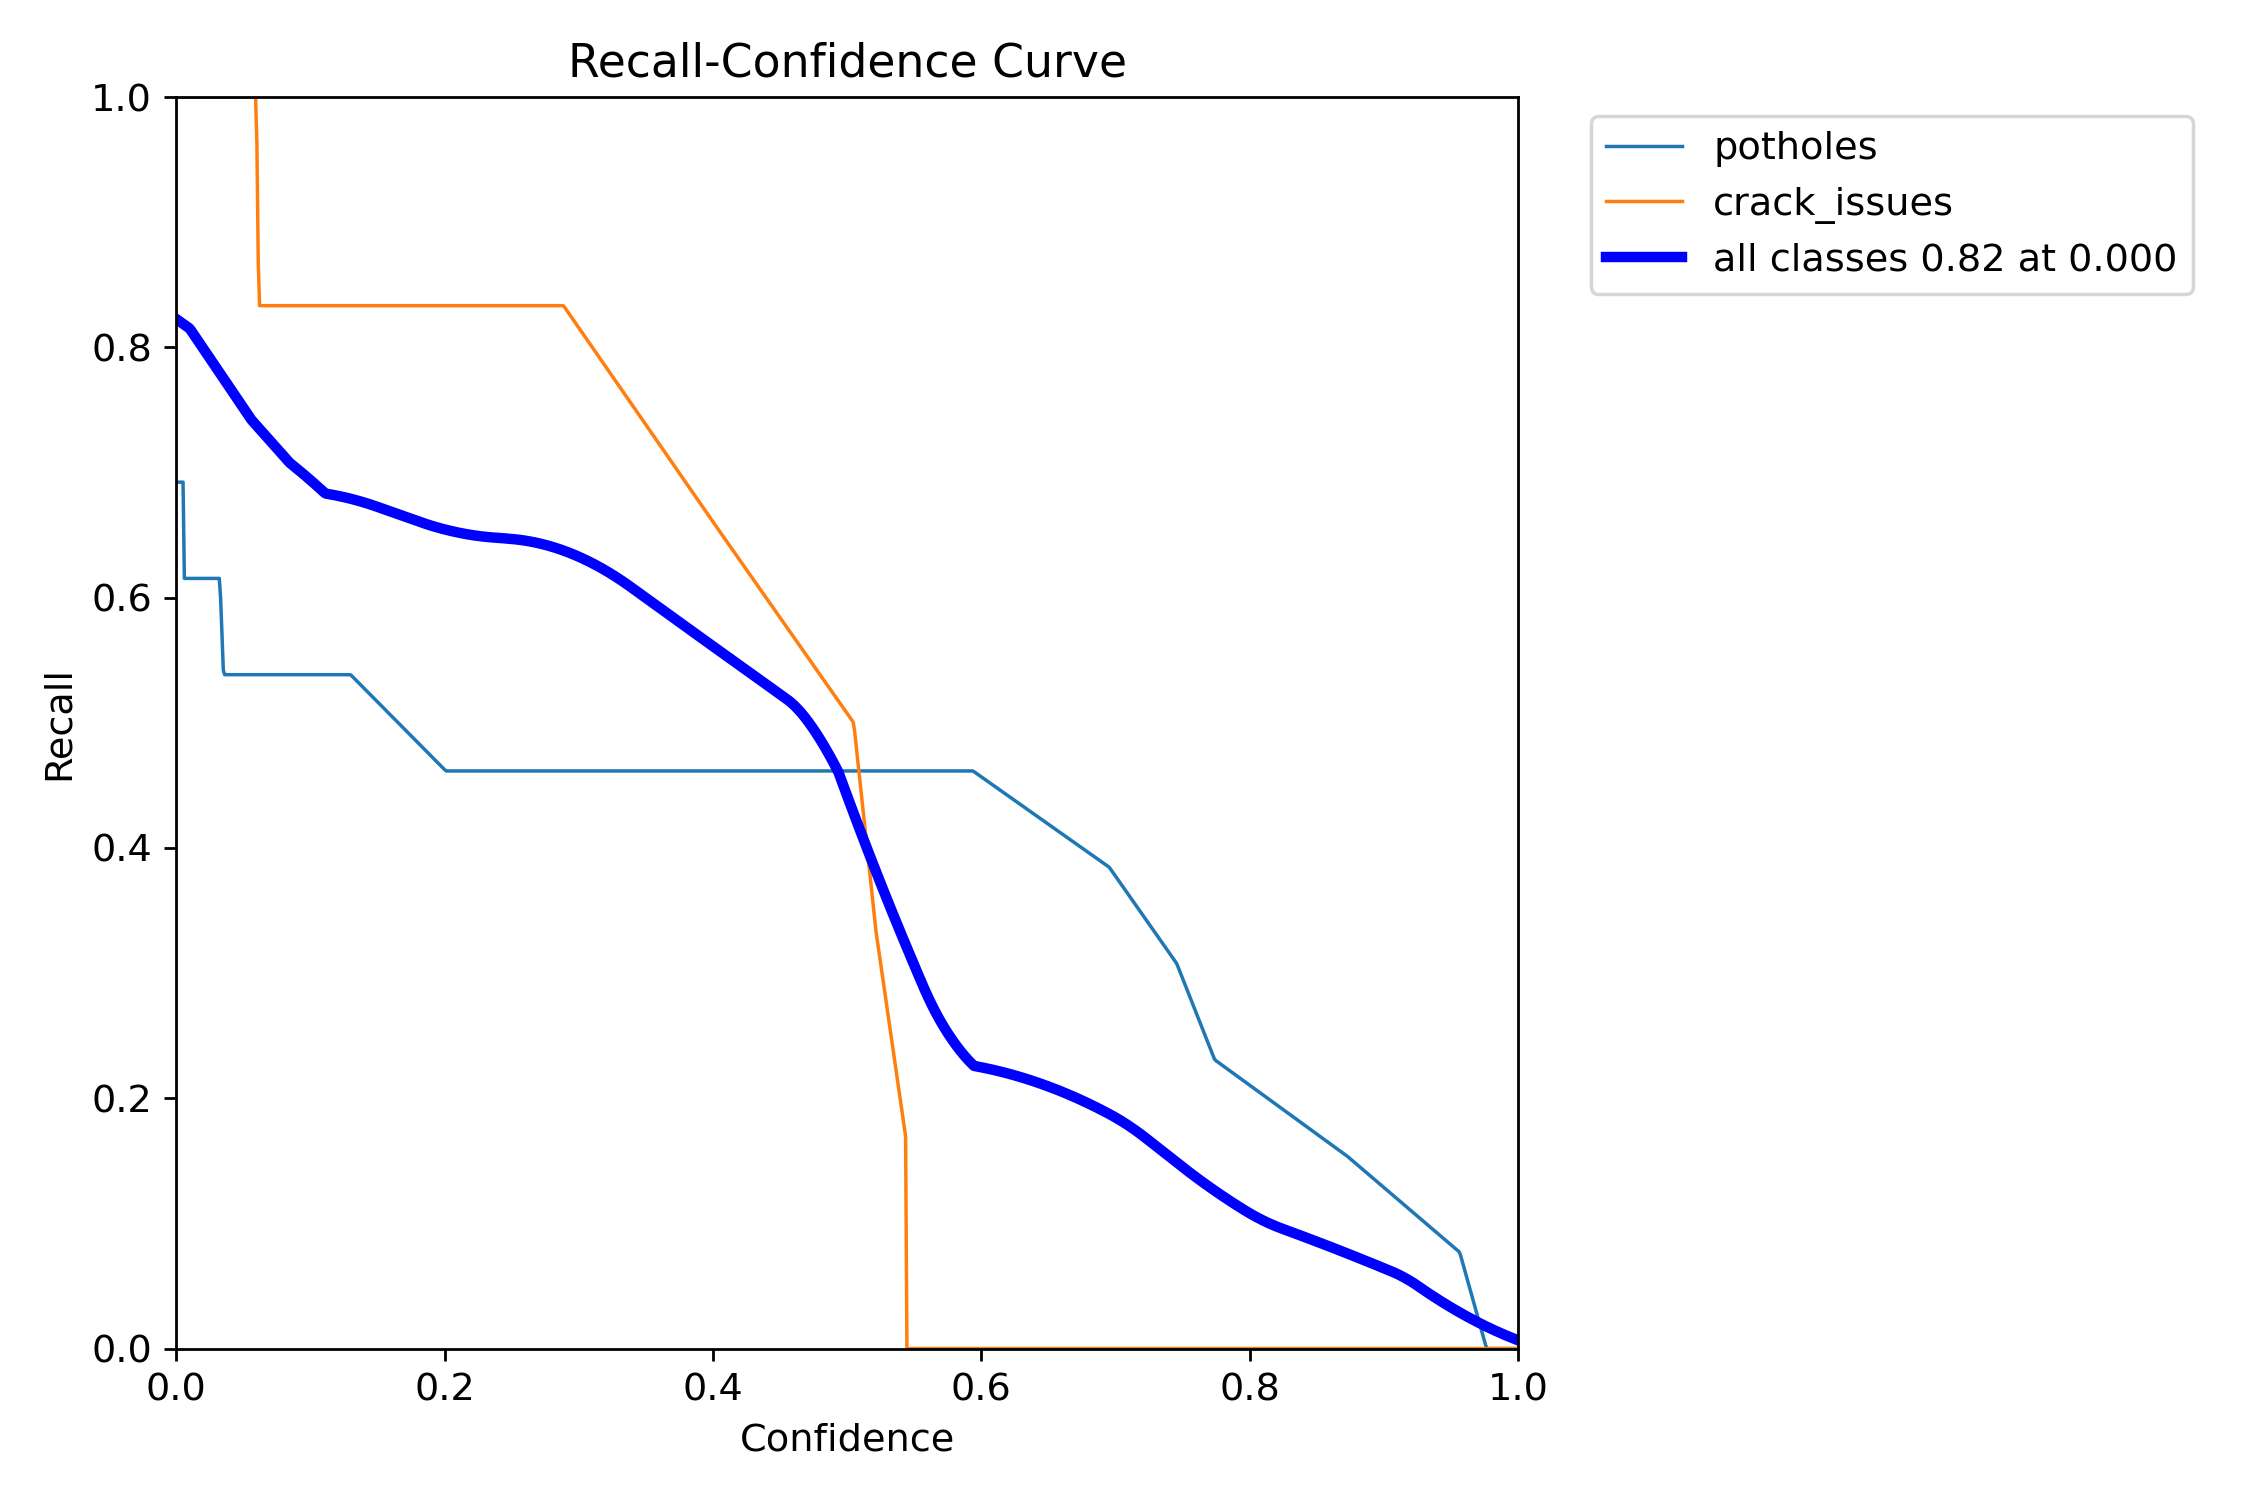 Recall-Confidence Curve
1.0
0.8
0.6
0.4
0.2
0.0
Recall
0.0 0.2 0.4 0.6 0.8 1.0
Confidence
potholes
crack_issues
all classes 0.82 at 0.000